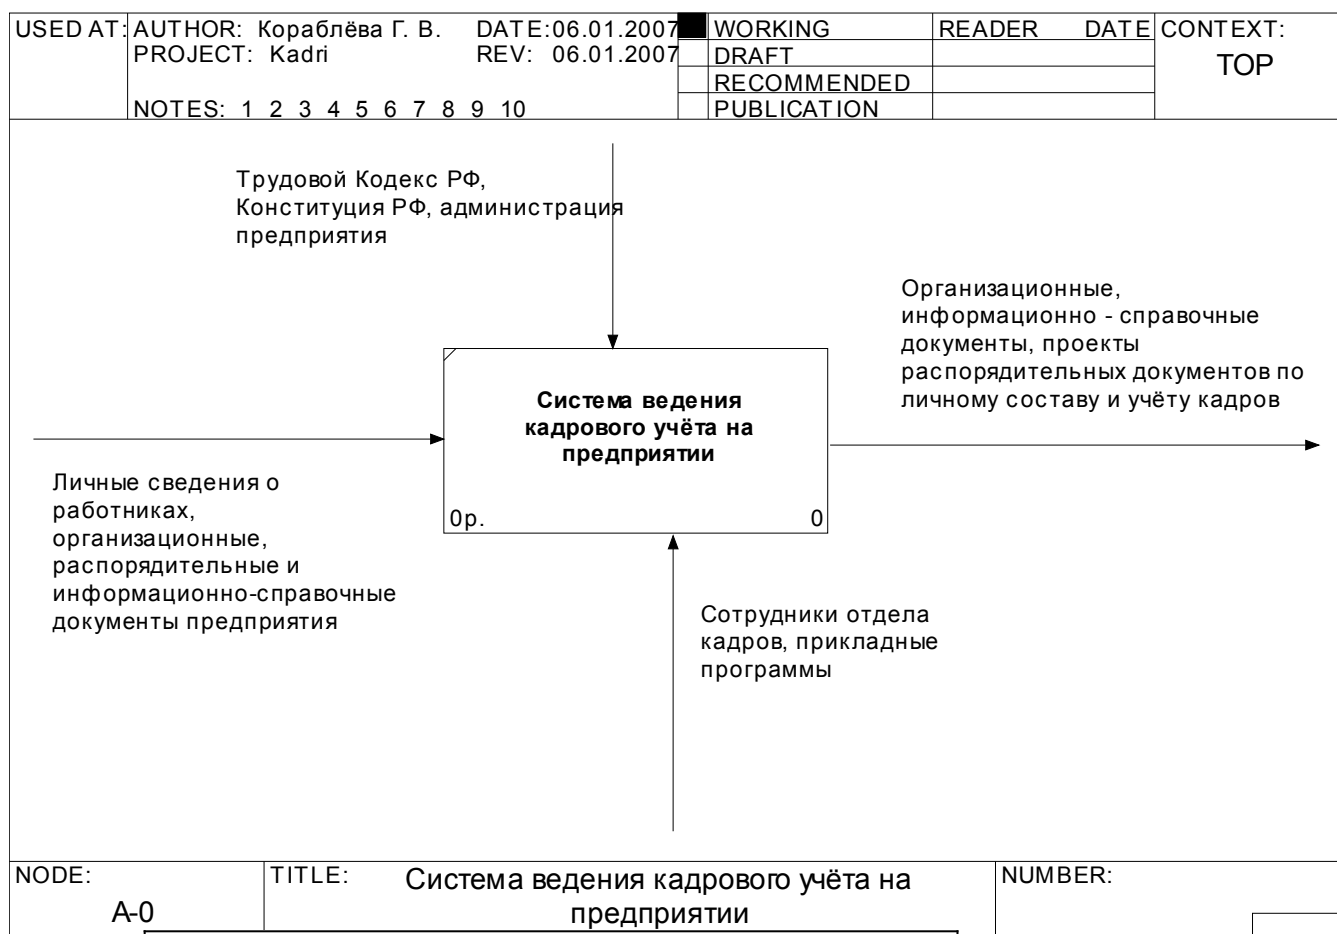 USED AT: AUTHOR: Кораблёва Г. В. DATE: 06.01.2007 WORKING READER DATE CONTEXT:
PROJECT: Kadri REV: 06.01.2007 DRAFT TOP
RECOMMENDED
NOTES: 1 2 3 4 5 6 7 8 9 10 PUBLICATION
Трудовой Кодекс РФ,
Конституция РФ, администрация
предприятия
Организационные,
информационно - справочные
документы, проекты
распорядительных документов по
личному составу и учёту кадров
Система ведения
кадрового учёта на
предприятии
0р. 0
Личные сведения о
работниках,
организационные,
распорядительные и
информационно-справочные
документы предприятия
Сотрудники отдела
кадров, прикладные
программы
NODE: TITLE: Система ведения кадрового учёта на NUMBER:
A-0 предприятии